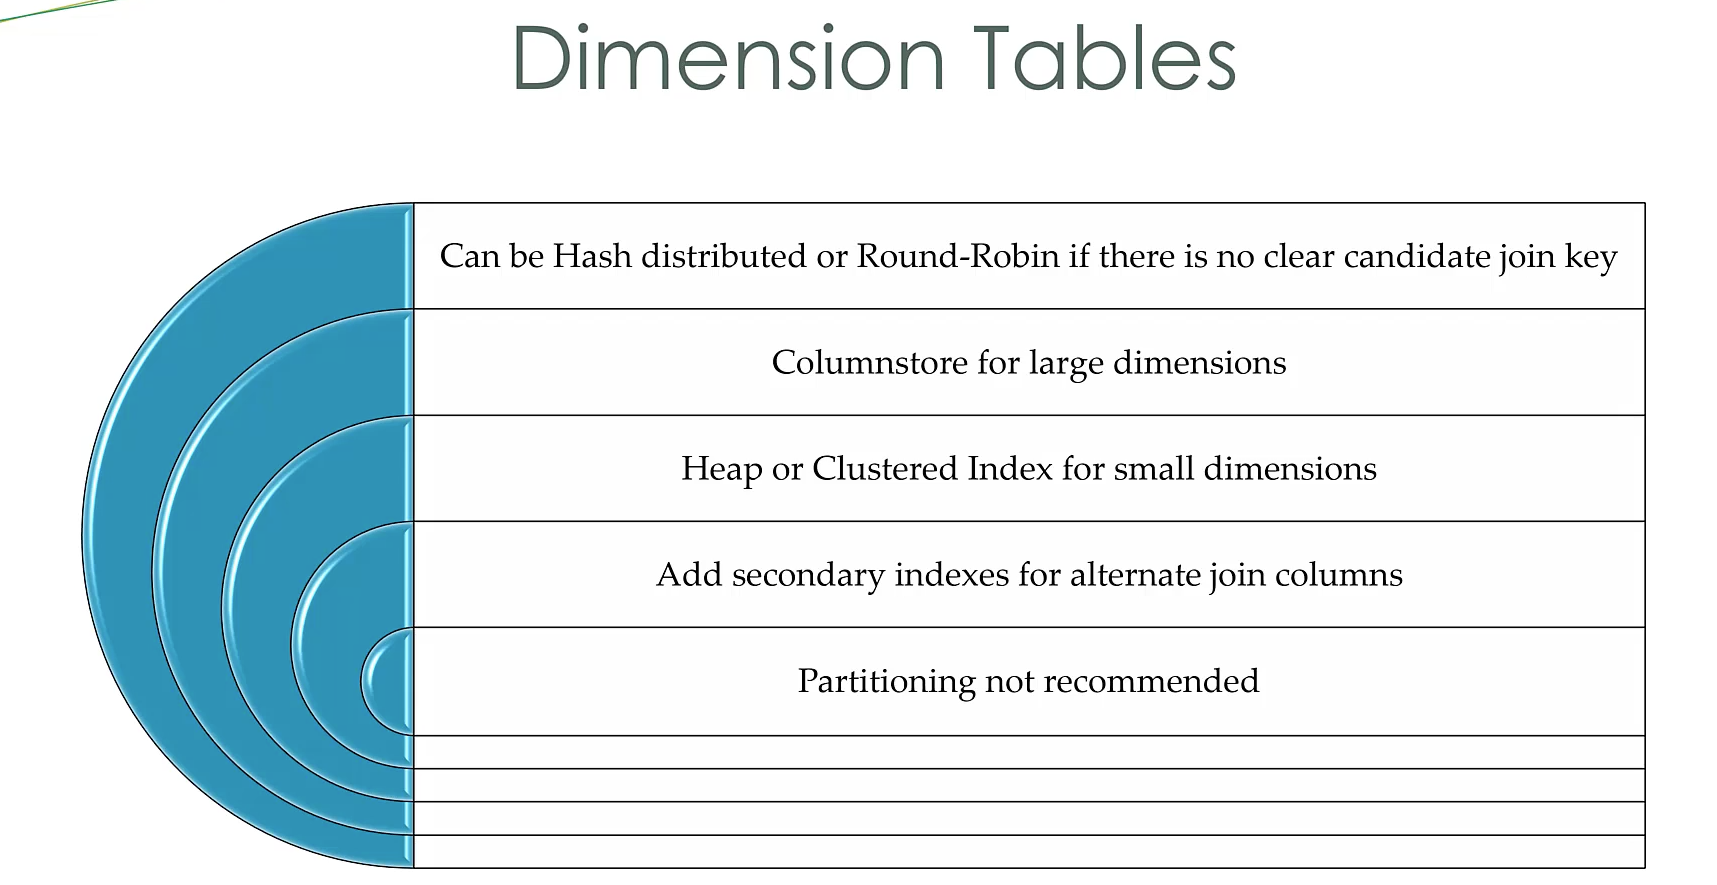 Dimension Tables
Can be Hash distributed or Round-Robin if there is no clear candidate join key
Columnstore for large dimensions
Heap or Clustered Index for small dimensions
Add secondary indexes for alternate join columns
Partitioning not recommended